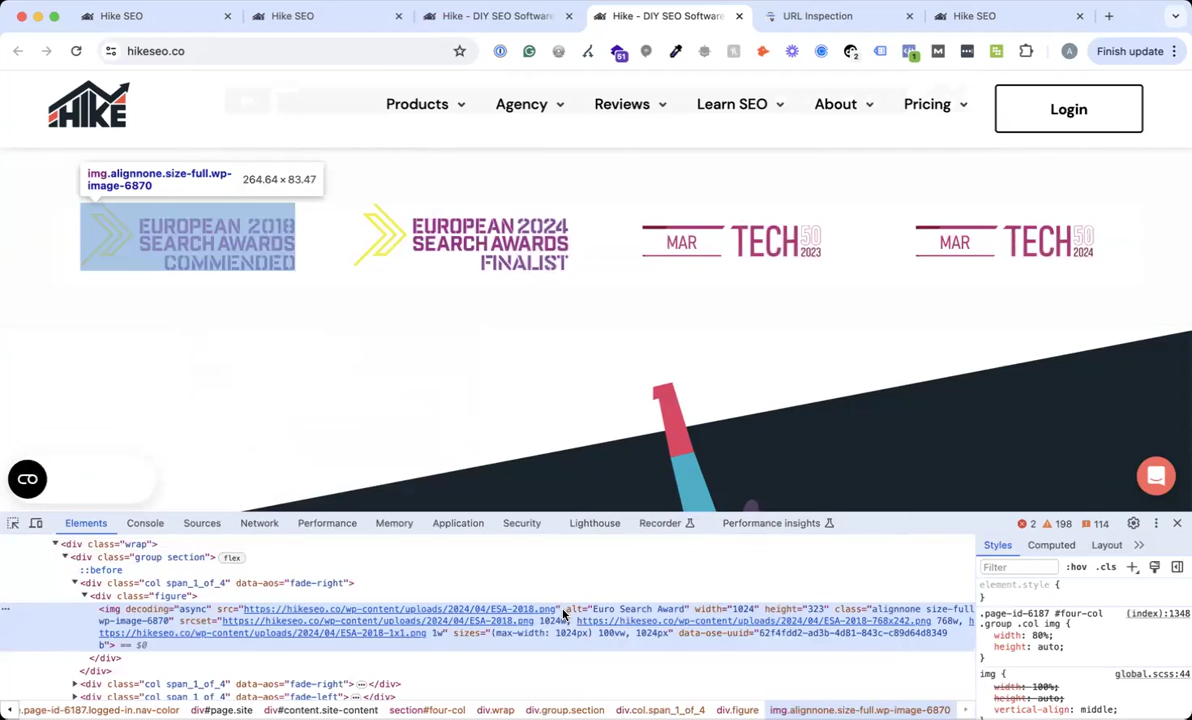 Hike SEO
Hike SEO
Hike - DIY SEO Software
Hike - DIY SEO Software
URL Inspection
Hike SEO
hikeseo.co
51
2
1
A
Finish update
HIKE
Products
Agency
Reviews
Learn SEO
About
Pricing
Login
img.alignnone.size-full.wp-
image-6870
264.64 × 83.47
EUROPEAN 2018
SEARCH AWARDS
COMMENDED
EUROPEAN 2024
SEARCH AWARDS
FINALIST
MAR TECH 50
2023
MAR TECH 50
2024
Elements
Console
Sources
Network
Performance
Memory
Application
Security
Lighthouse
Recorder
Performance insights
2
198
114
<div class="wrap">
<div class="group section"> flex
::before
<div class="col span_1_of_4" data-aos="fade-right">
<div class="figure">
<img decoding="async" src="https://hikeseo.co/wp-content/uploads/2024/04/ESA-2018.png" alt="Euro Search Award" width="1024" height="323" class="alignnone size-full
wp-image-6870" srcset="https://hikeseo.co/wp-content/uploads/2024/04/ESA-2018.png 1024w, https://hikeseo.co/wp-content/uploads/2024/04/ESA-2018-768x242.png 768w, h
ttps://hikeseo.co/wp-content/uploads/2024/04/ESA-2018-1x1.png 1w" sizes="(max-width: 1024px) 100vw, 1024px" data-ose-uuid="62f4fdd2-ad3b-4d81-843c-c89d64d8349
b"> == $0
</div>
</div>
<div class="col span_1_of_4" data-aos="fade-right"> … </div>
<div class="col span_1_of_4" data-aos="fade-left"> … </div>
.page-id-6187.logged-in.nav-color
div#page.site
div#content.site-content
section#four-col
div.wrap
div.group.section
div.col.span_1_of_4
div.figure
img.alignnone.size-full.wp-image-6870
Styles
Computed
Layout
Filter
:hov
.cls
element.style {
}
.page-id-6187 #four-col
(index):1348
.group .col img {
width: 80%;
height: auto;
}
img {
global.scss:44
width: 100%;
height: auto;
vertical-align: middle;